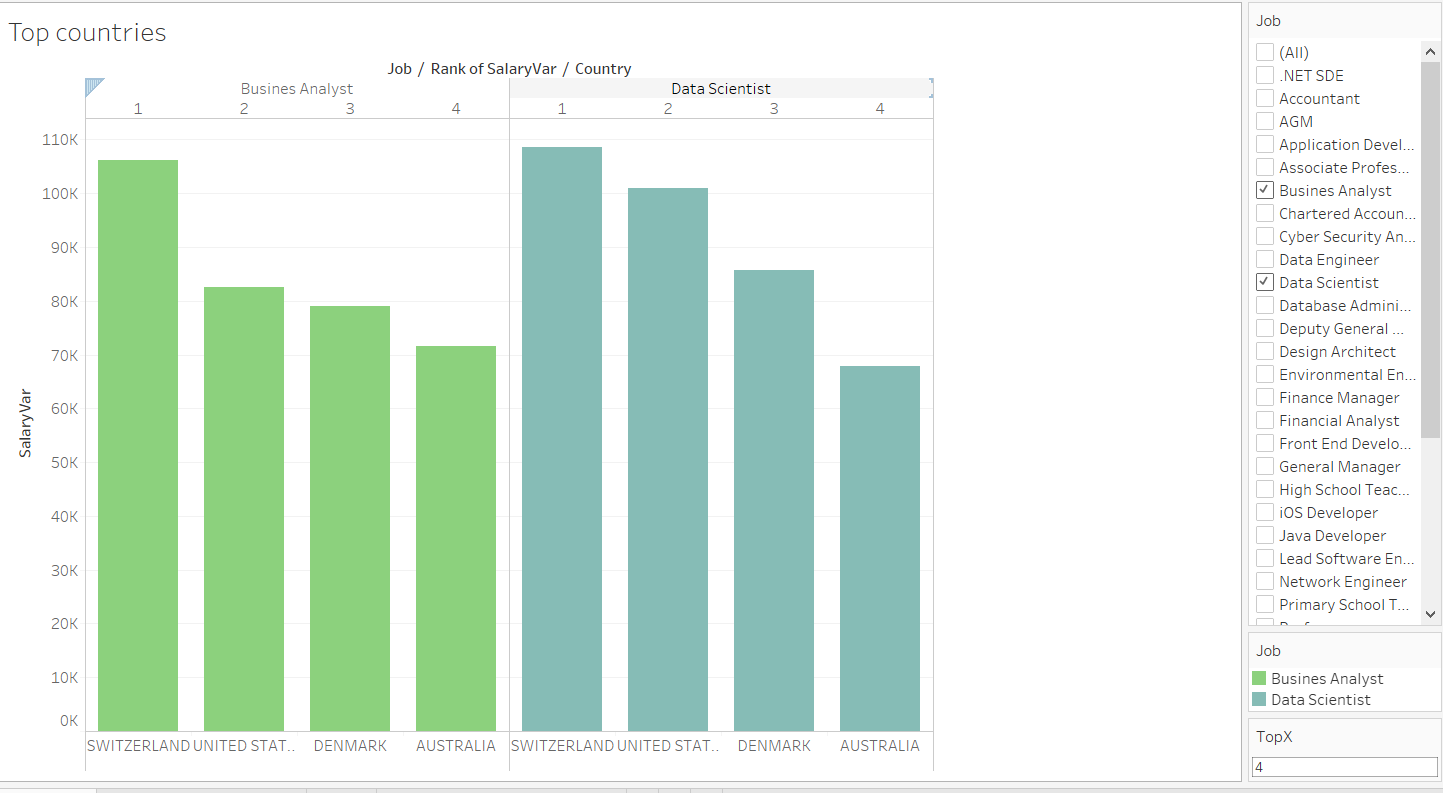 Top countries
Job / Rank of SalaryVar / Country
Busines Analyst Data Scientist
1 2 3 4 1 2 3 4
110K
100K
90K
80K
70K
60K
50K
40K
30K
20K
10K
0K
SalaryVar
SWITZERLAND UNITED STAT.. DENMARK AUSTRALIA SWITZERLAND UNITED STAT.. DENMARK AUSTRALIA
Job
(All)
.NET SDE
Accountant
AGM
Application Devel...
Associate Profes...
Busines Analyst
Chartered Accoun...
Cyber Security An...
Data Engineer
Data Scientist
Database Admini...
Deputy General ...
Design Architect
Environmental En...
Finance Manager
Financial Analyst
Front End Develo...
General Manager
High School Teac...
iOS Developer
Java Developer
Lead Software En...
Network Engineer
Primary School T...
Job
Busines Analyst
Data Scientist
TopX
4